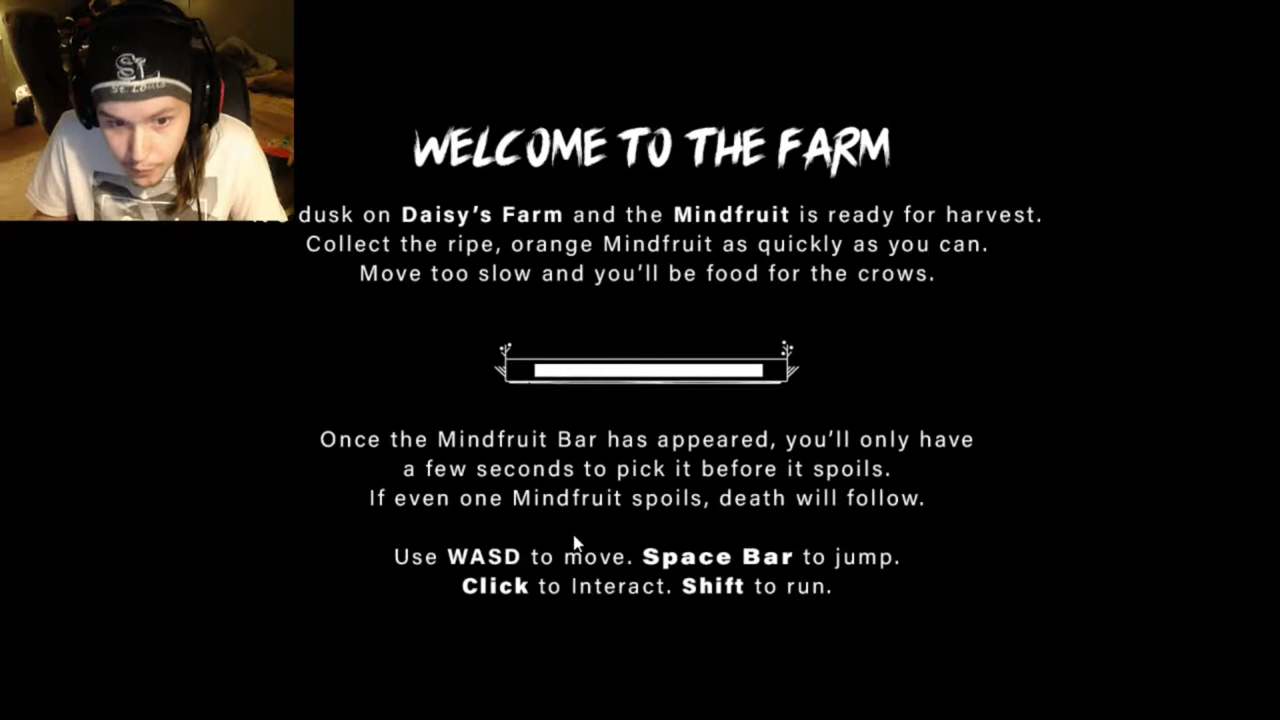 St.
St. Louis
WELCOME TO THE FARM
dusk on Daisy's Farm and the Mindfruit is ready for harvest.
Collect the ripe, orange Mindfruit as quickly as you can.
Move too slow and you'll be food for the crows.
Once the Mindfruit Bar has appeared, you'll only have
a few seconds to pick it before it spoils.
If even one Mindfruit spoils, death will follow.
Use WASD to move. Space Bar to jump.
Click to Interact. Shift to run.